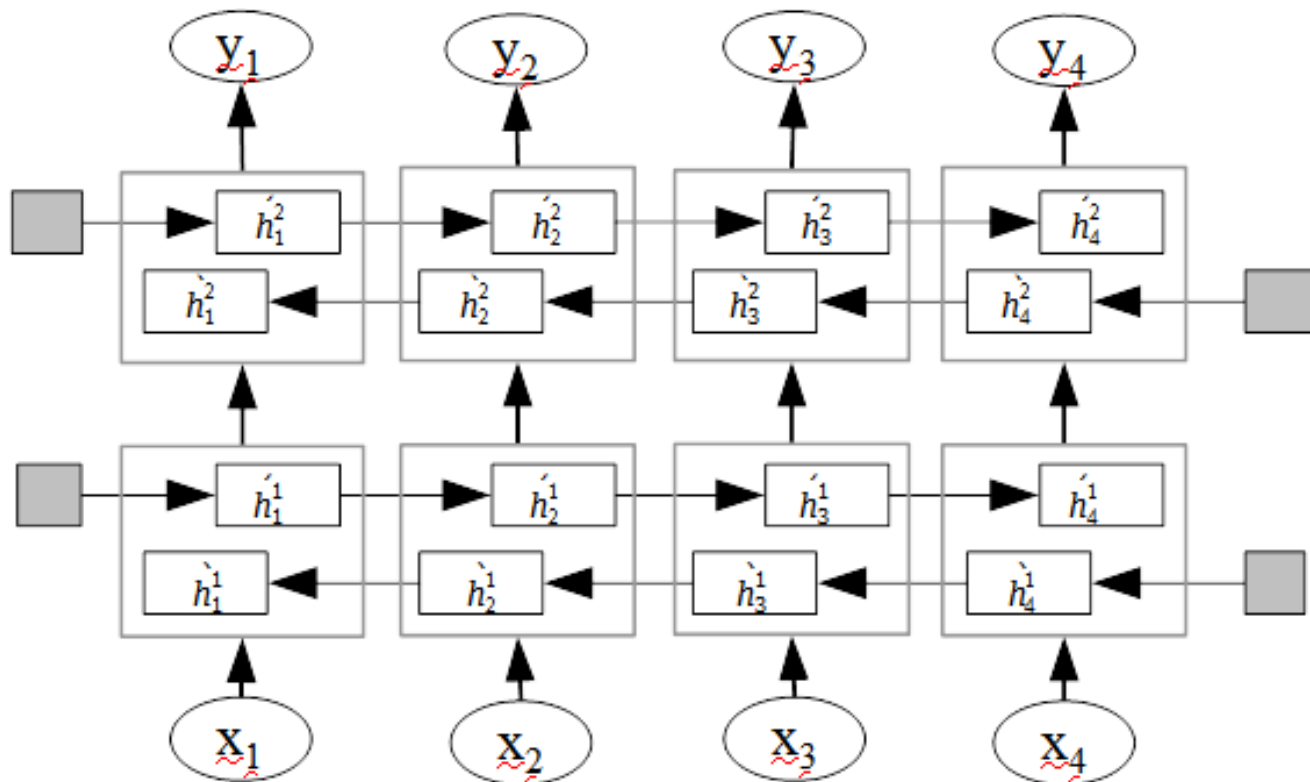 y₁ y₂ y₃ y₄
h́₁² h́₂² h́₃² h́₄²
h̀₁² h̀₂² h̀₃² h̀₄²
h́₁¹ h́₂¹ h́₃¹ h́₄¹
h̀₁¹ h̀₂¹ h̀₃¹ h̀₄¹
x₁ x₂ x₃ x₄